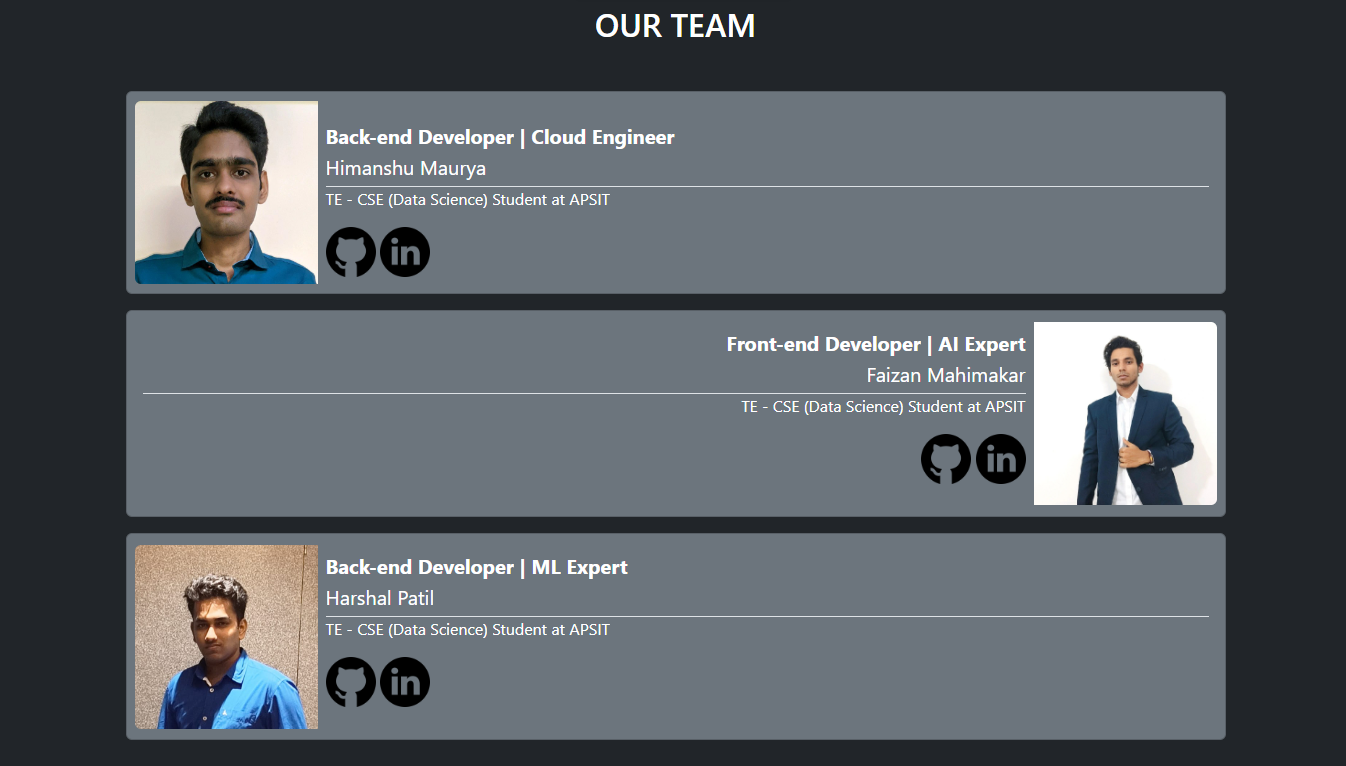 OUR TEAM
Back-end Developer | Cloud Engineer
Himanshu Maurya
TE - CSE (Data Science) Student at APSIT
in
Front-end Developer | AI Expert
Faizan Mahimakar
TE - CSE (Data Science) Student at APSIT
in
Back-end Developer | ML Expert
Harshal Patil
TE - CSE (Data Science) Student at APSIT
in